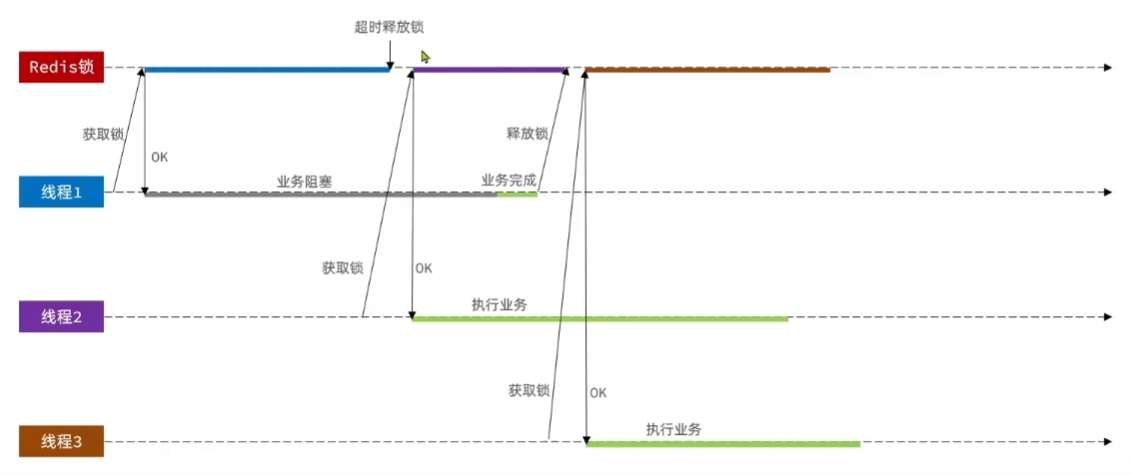 超时释放锁
Redis锁
获取锁
OK
释放锁
线程1
业务阻塞
业务完成
获取锁
OK
线程2
执行业务
获取锁
OK
线程3
执行业务